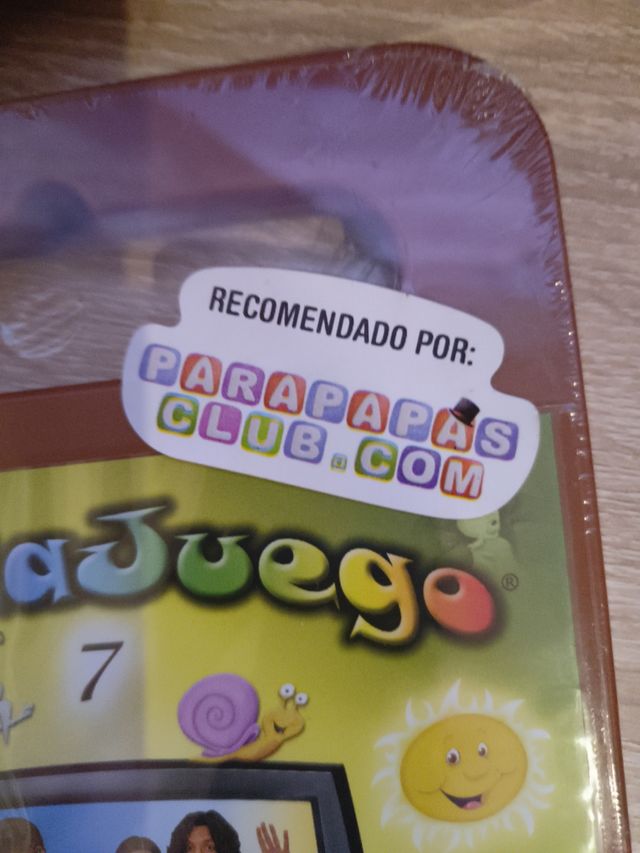 RECOMENDADO POR:
PARAPAPAS
CLUB.COM
aJuego®
7